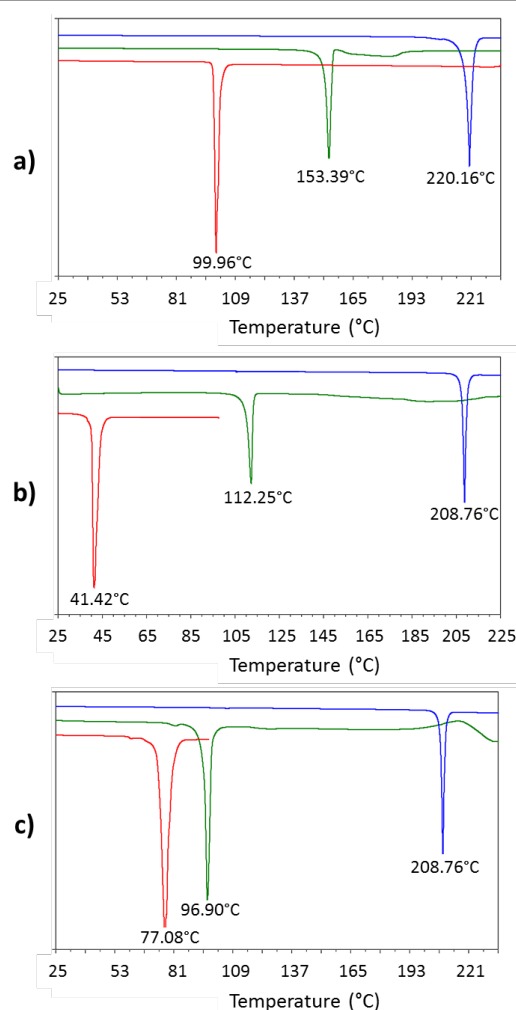 a)
153.39°C
220.16°C
99.96°C
25 53 81 109 137 165 193 221
Temperature (°C)
b)
112.25°C
208.76°C
41.42°C
25 45 65 85 105 125 145 165 185 205 225
Temperature (°C)
c)
208.76°C
96.90°C
77.08°C
25 53 81 109 137 165 193 221
Temperature (°C)